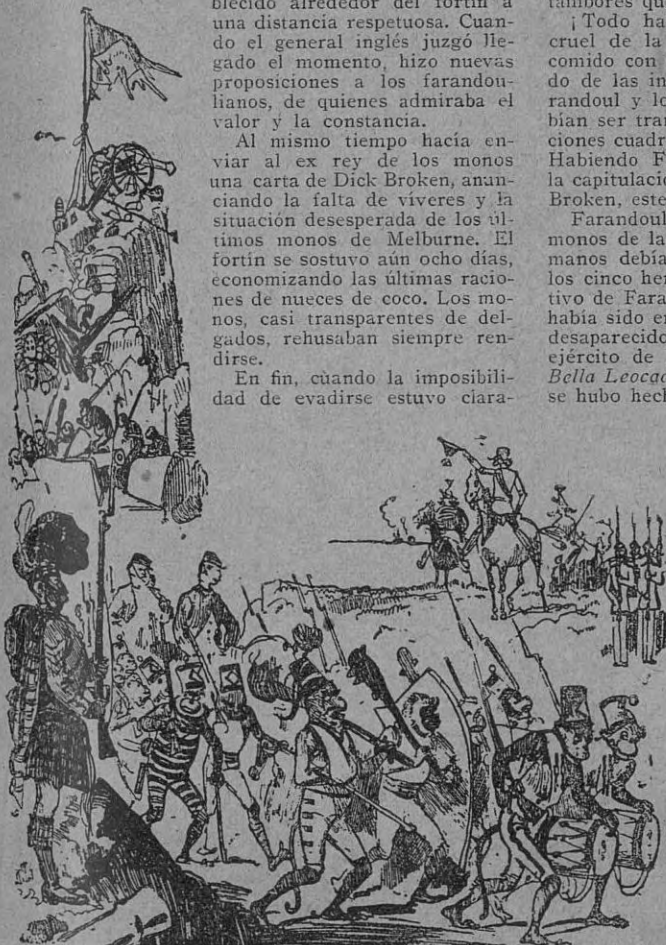 blecido alrededor del fortín a
una distancia respetuosa. Cuan-
do el general inglés juzgó lle-
gado el momento, hizo nuevas
proposiciones a los farandou-
lianos, de quienes admiraba el
valor y la constancia.
Al mismo tiempo hacía en-
viar al ex rey de los monos
una carta de Dick Broken, anun-
ciando la falta de víveres y la
situación desesperada de los úl-
timos monos de Melburne. El
fortín se sostuvo aún ocho días,
economizando las últimas racio-
nes de nueces de coco. Los mo-
nos, casi transparentes de del-
gados, rehusaban siempre ren-
dirse.
En fin, cuando la imposibili-
dad de evadirse estuvo clara-
tambores qu
¡Todo ha
cruel de la
comido con
do de las in
randoul y lo
bían ser tran
ciones cuadr
Habiendo F
la capitulació
Broken, este
Farandoul
monos de la
manos debía
los cinco her
tivo de Fara
había sido en
desaparecido
ejército de
Bella Leocad
se hubo hech